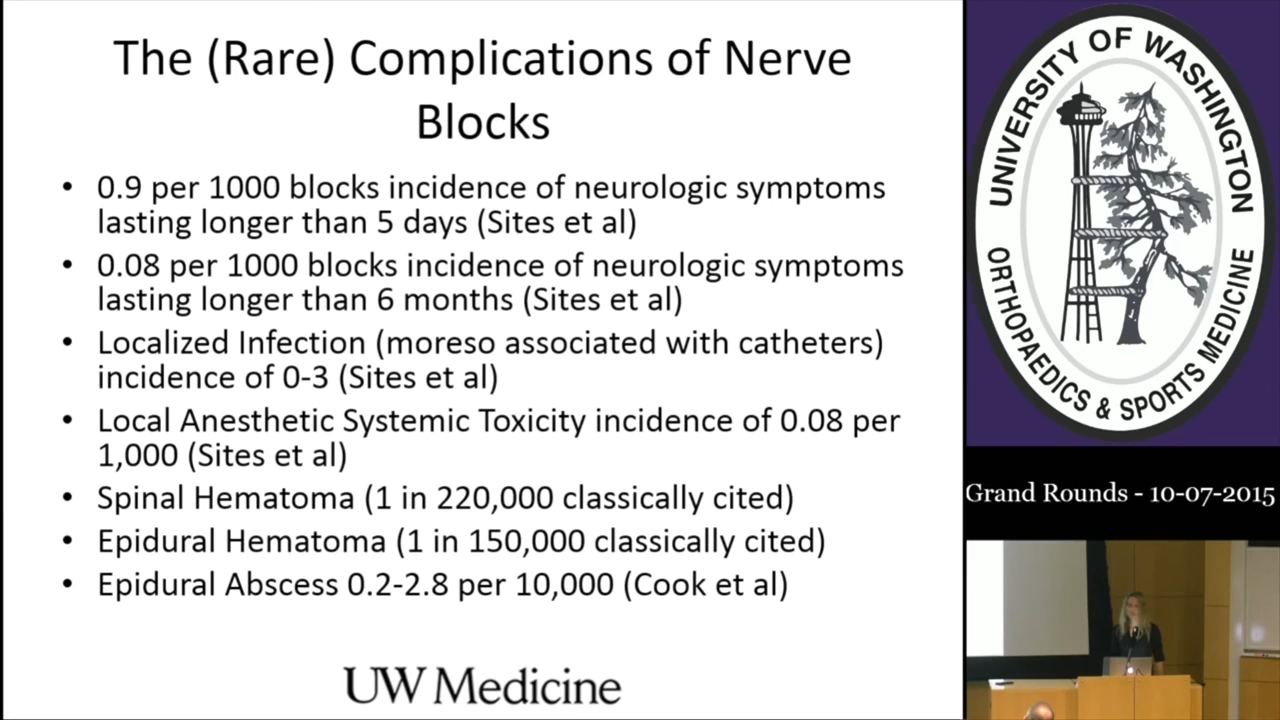 The (Rare) Complications of Nerve
Blocks
• 0.9 per 1000 blocks incidence of neurologic symptoms
lasting longer than 5 days (Sites et al)
• 0.08 per 1000 blocks incidence of neurologic symptoms
lasting longer than 6 months (Sites et al)
• Localized Infection (moreso associated with catheters)
incidence of 0-3 (Sites et al)
• Local Anesthetic Systemic Toxicity incidence of 0.08 per
1,000 (Sites et al)
• Spinal Hematoma (1 in 220,000 classically cited)
• Epidural Hematoma (1 in 150,000 classically cited)
• Epidural Abscess 0.2-2.8 per 10,000 (Cook et al)
UW Medicine
UNIVERSITY OF WASHINGTON
ORTHOPAEDICS & SPORTS MEDICINE
Grand Rounds - 10-07-2015